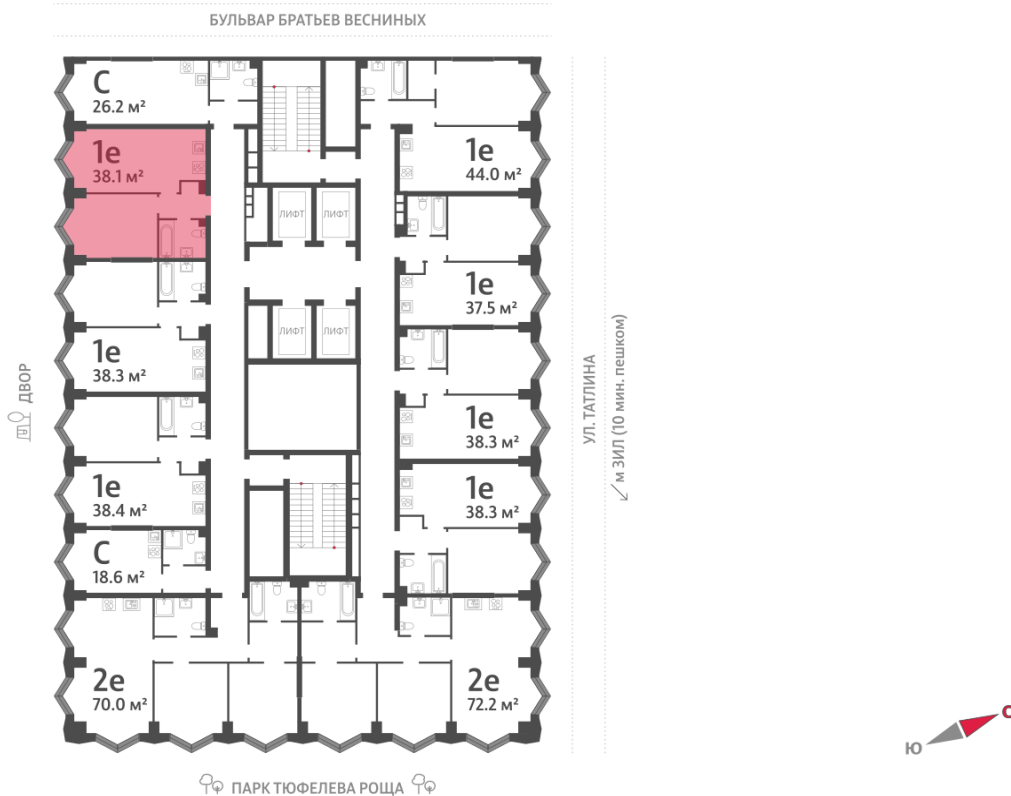 БУЛЬВАР БРАТЬЕВ ВЕСНИНЫХ
С
26.2 м²
1е
38.1 м²
1е
44.0 м²
ЛИФТ
ЛИФТ
1е
37.5 м²
ЛИФТ
ЛИФТ
1е
38.3 м²
1е
38.3 м²
1е
38.4 м²
1е
38.3 м²
С
18.6 м²
2е
70.0 м²
2е
72.2 м²
ДВОР
УЛ. ТАТЛИНА
м ЗИЛ (10 мин. пешком)
ПАРК ТЮФЕЛЕВА РОЩА
С
Ю